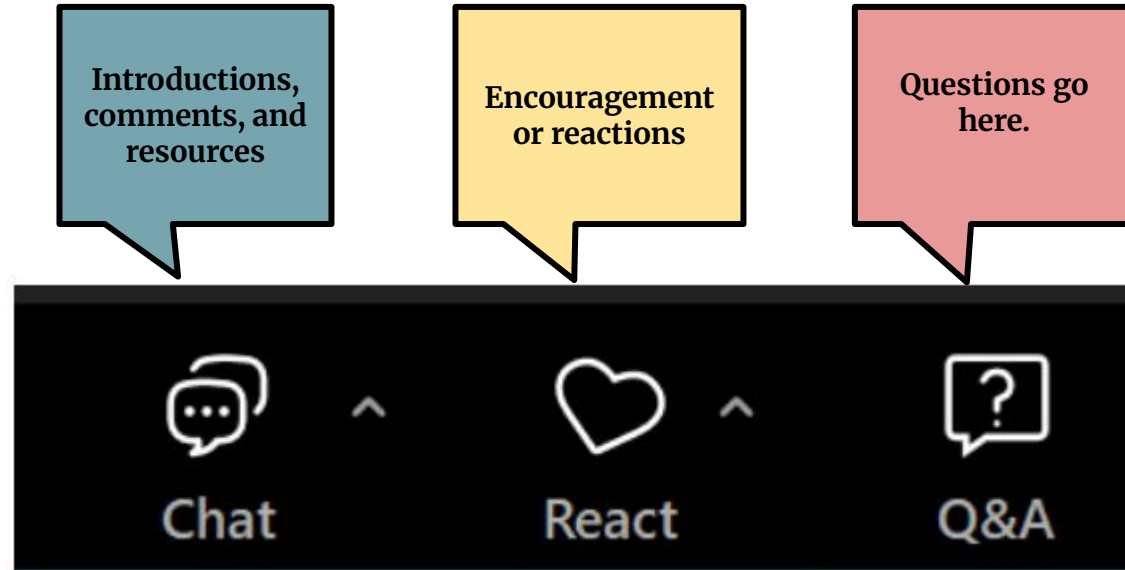 Introductions,
comments, and
resources
Encouragement
or reactions
Questions go
here.
Chat
React
Q&A